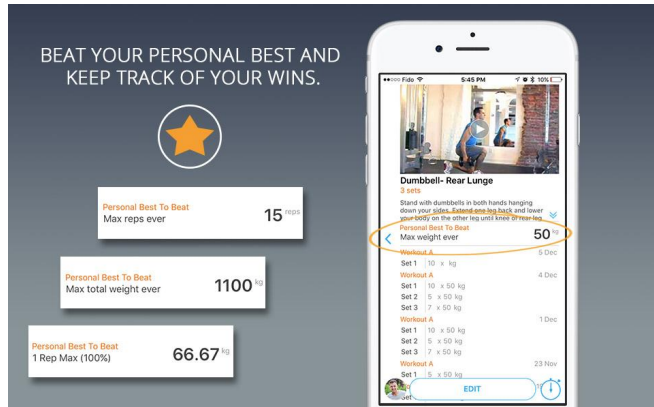 BEAT YOUR PERSONAL BEST AND
KEEP TRACK OF YOUR WINS.
Personal Best To Beat
Max reps ever
15 reps
Personal Best To Beat
Max total weight ever
1100 kg
Personal Best To Beat
1 Rep Max (100%)
66.67 kg
Fido 5:45 PM 10%
Dumbbell- Rear Lunge
3 sets
Stand with dumbbells in both hands hanging
down your sides. Extend one leg back and lower
your body on the other leg until knee of rear leg
Personal Best To Beat
Max weight ever
50 kg
Workout A 5 Dec
Set 1 10 x kg
Workout A 4 Dec
Set 1 10 x 50 kg
Set 2 5 x 50 kg
Set 3 7 x 50 kg
Workout A 1 Dec
Set 1 10 x 50 kg
Set 2 5 x 50 kg
Set 3 7 x 50 kg
Workout A 23 Nov
Set 1 5 x 50 kg
EDIT